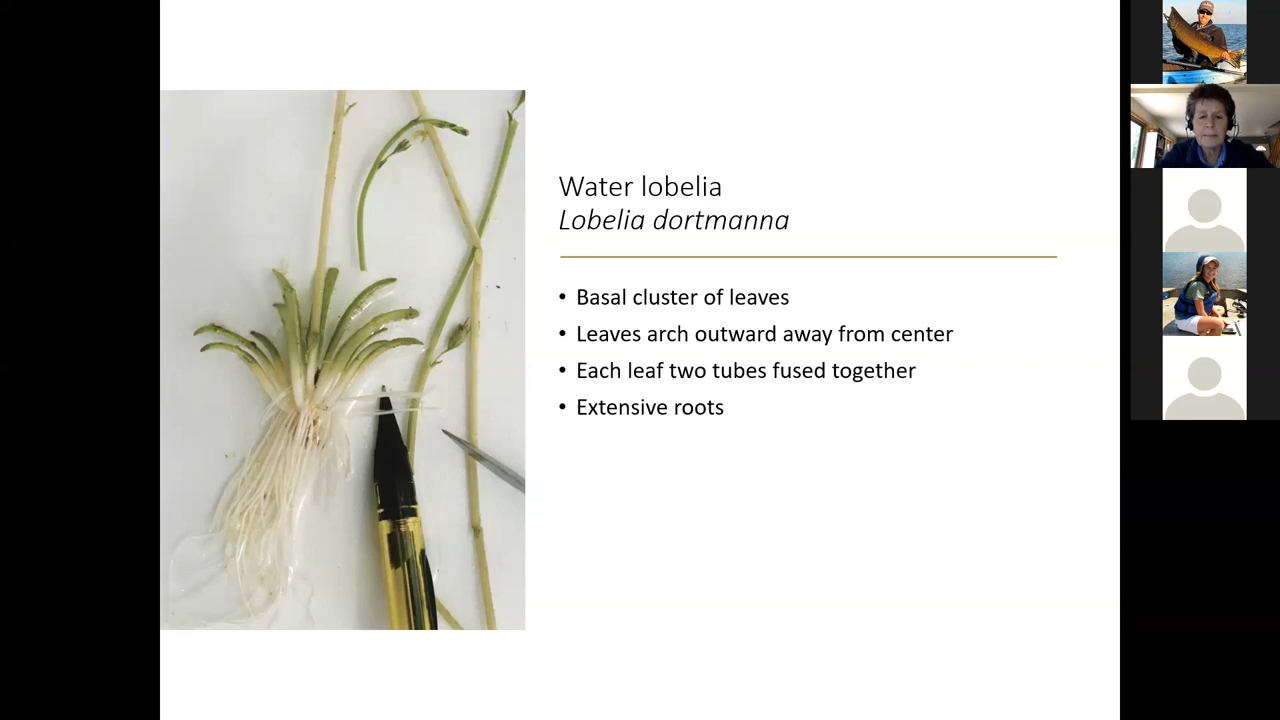 Water lobelia
Lobelia dortmanna
• Basal cluster of leaves
• Leaves arch outward away from center
• Each leaf two tubes fused together
• Extensive roots